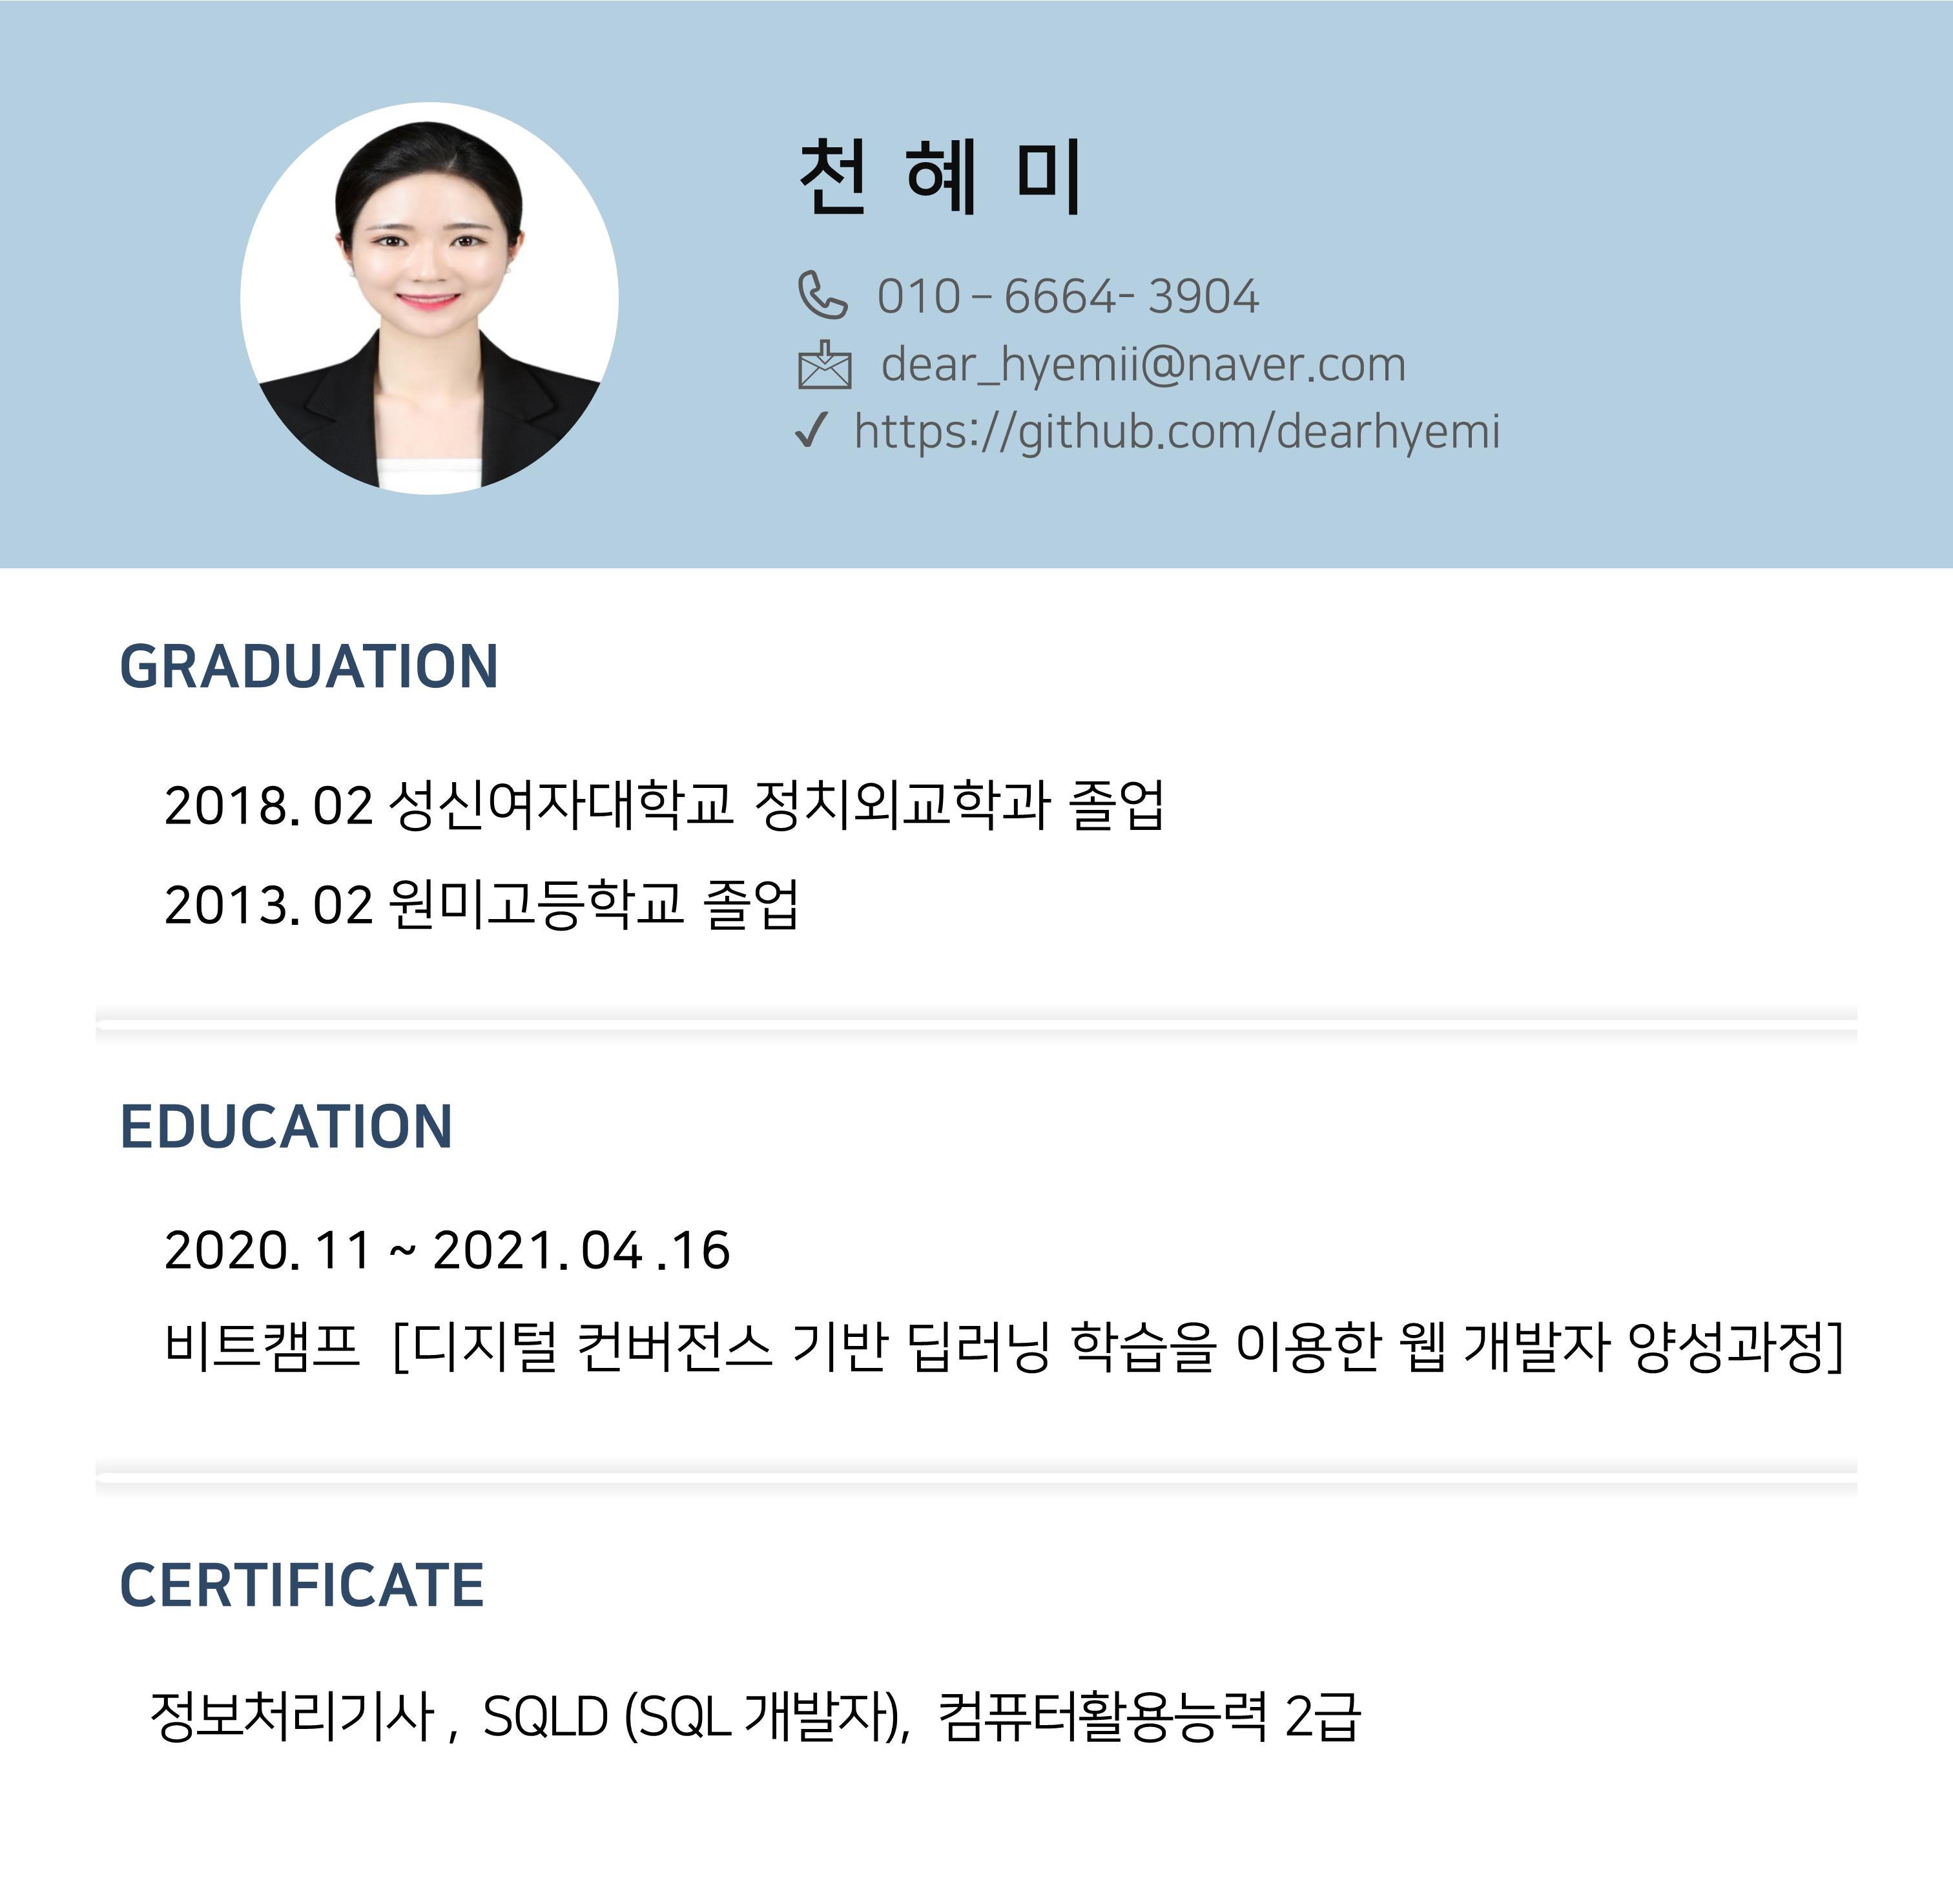 천 혜 미
010 – 6664- 3904
dear_hyemii@naver.com
✔ https://github.com/dearhyemi
GRADUATION
2018. 02 성신여자대학교 정치외교학과 졸업
2013. 02 원미고등학교 졸업
EDUCATION
2020. 11 ~ 2021. 04 .16
비트캠프 [디지털 컨버전스 기반 딥러닝 학습을 이용한 웹 개발자 양성과정]
CERTIFICATE
정보처리기사 , SQLD (SQL 개발자), 컴퓨터활용능력 2급